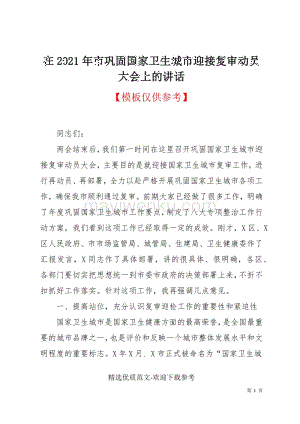 在 2021 年市巩固国家卫生城市迎接复审动员
大会上的讲话
【模板仅供参考】
同志们：
两会结束后，我们第一时间在这里召开巩固国家卫生城市迎
接复审动员大会，主要目的是就迎接国家卫生城市复审工作，进
行再动员、再部署，全力以赴严格开展巩固国家卫生城市各项工
作，确保我市顺利通过复审。前期大家已经做了很多工作，明确
了年度巩固国家卫生城市工作要点，制定了八大专项整治工作行
动方案。我们看到这项工作已经取得一定的成效。刚才，X 区、X
区人民政府、市场监管局、城管局、住建局、卫生健康委作了
汇报发言，X 同志作了具体部署，讲的很具体、很明确，各区、
各部门要切实把思想统一到市委市政府的决策部署上来，不折不
扣抓好工作落实。针对这项工作，我再强调几点意见。
一、提高站位，充分认识复审迎检工作的重要性和紧迫性
国家卫生城市是卫生健康方面的最高荣誉，是全国最重要
的城市品牌之一，也是评价和反映一个城市整体发展水平和文
明程度的重要标志。X 年 X 月，X 市正式被命名为“国家卫生城
精选优质范文-欢迎下载参考
第 1 页